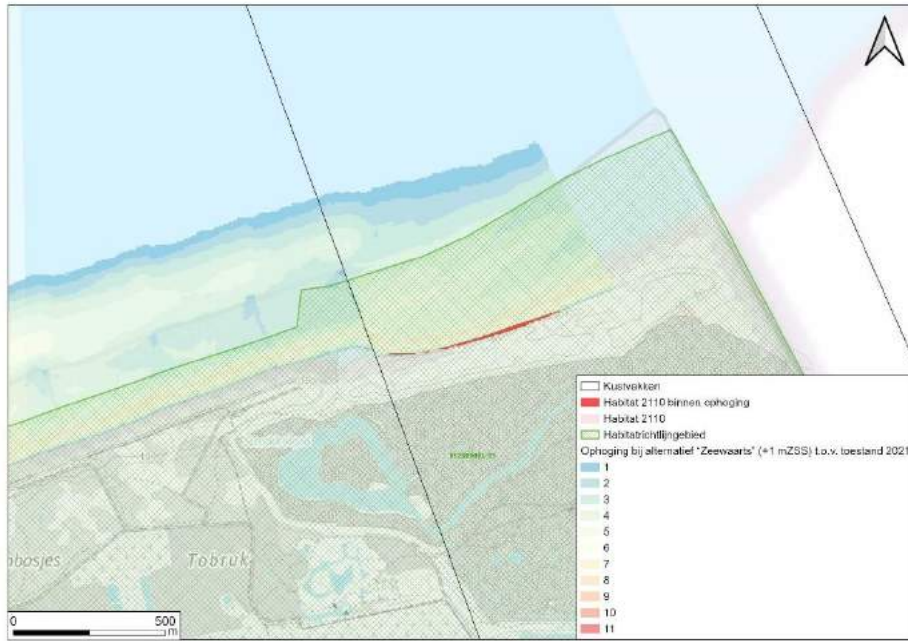 Kustvakken
Habitat 2110 binnen ophoging
Habitat 2110
Habitatrichtlijngebied
Ophoging bij alternatief "Zeewaarts" (+1 mZSS) t.o.v. toestand 2021
1
2
3
4
5
6
7
8
9
10
11
Tobruk
0 500
m